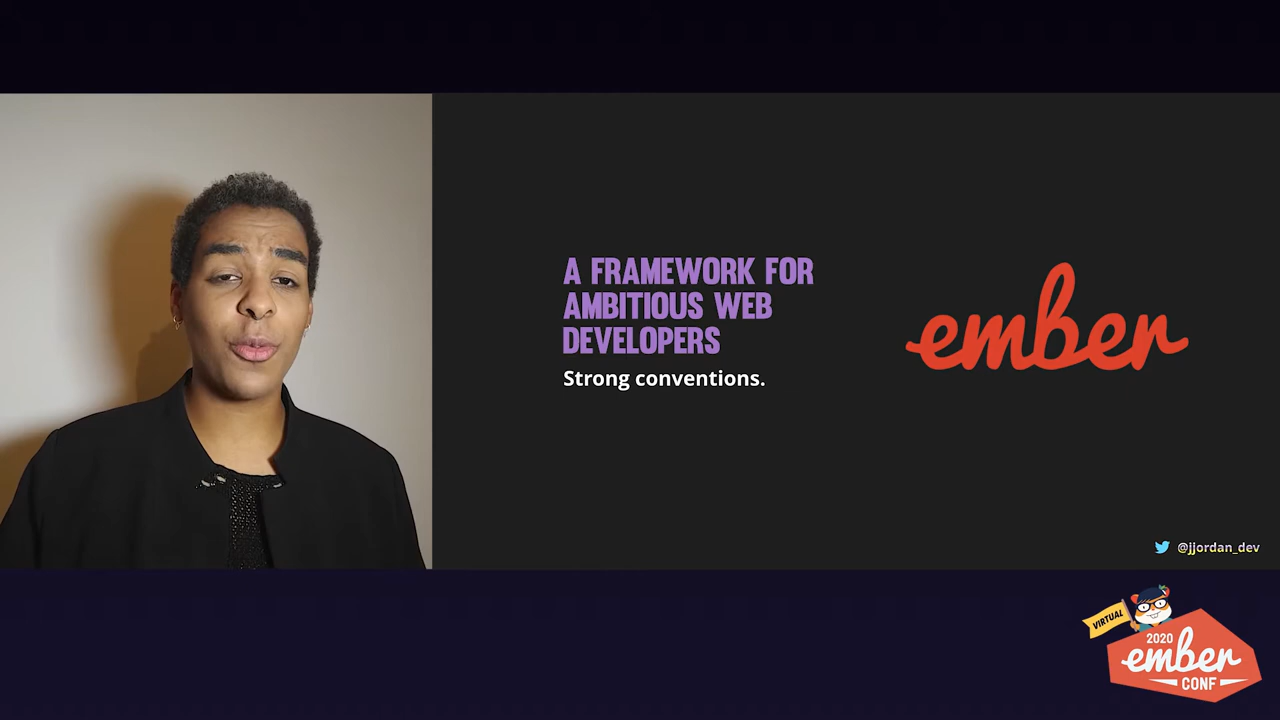 A FRAMEWORK FOR
AMBITIOUS WEB
DEVELOPERS
Strong conventions.
ember
@jjordan_dev
VIRTUAL
2020
ember
CONF